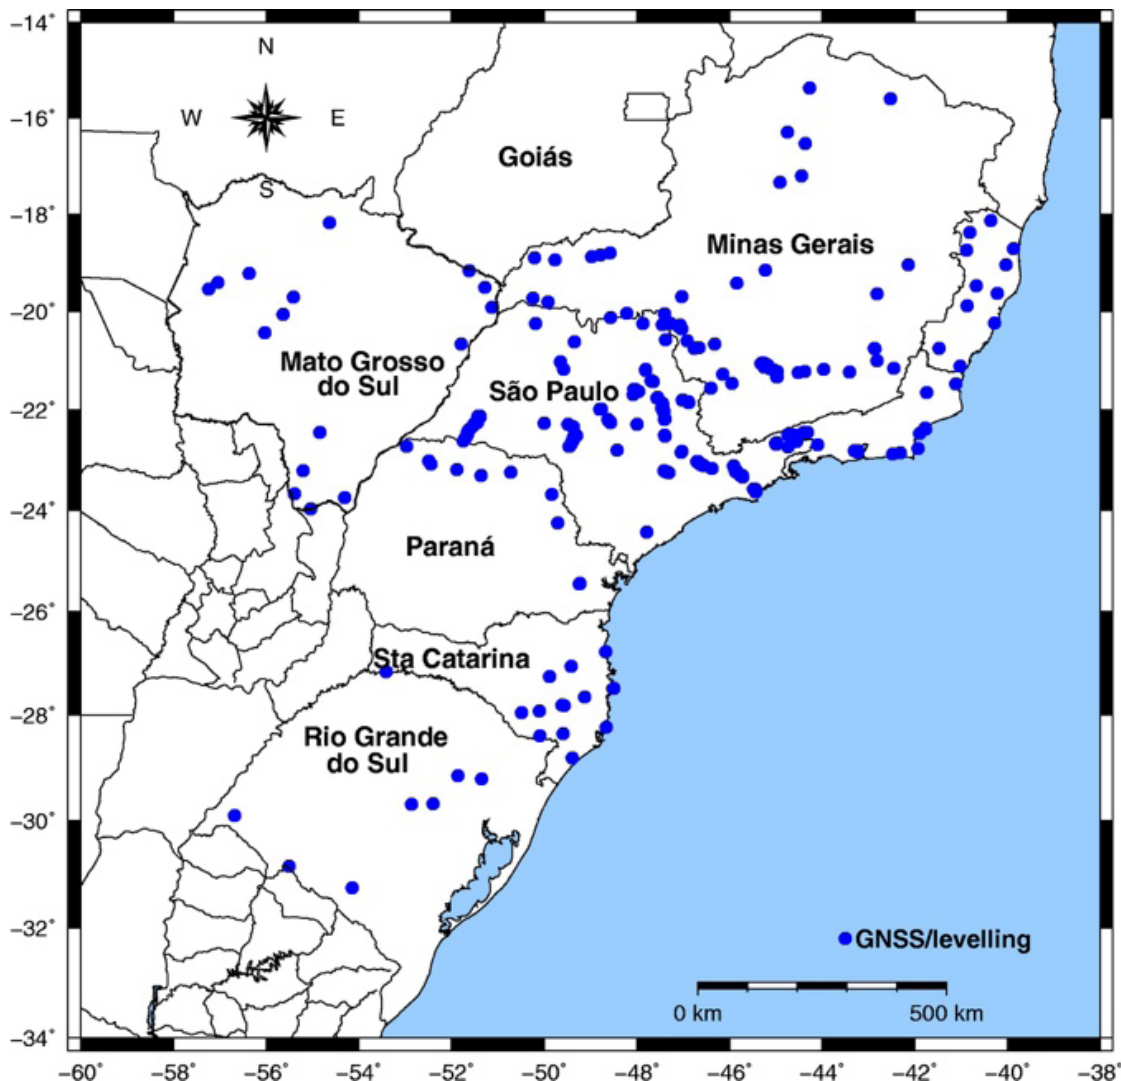 −14°
N
−16°
W
E
Goiás
S
−18°
Minas Gerais
−20°
Mato Grosso
do Sul
São Paulo
−22°
−24°
Paraná
−26°
Sta Catarina
−28°
Rio Grande
do Sul
−30°
−32°
GNSS/levelling
0 km
500 km
−34°
−60°
−58°
−56°
−54°
−52°
−50°
−48°
−46°
−44°
−42°
−40°
−38°